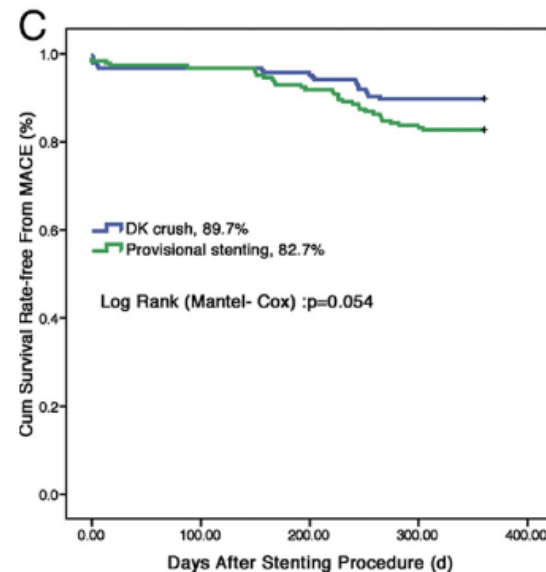 C
Cum Survival Rate-free From MACE (%)
1.0
0.8
0.6
0.4
0.2
0.0
DK crush, 89.7%
Provisional stenting, 82.7%
Log Rank (Mantel- Cox) :p=0.054
0.00 100.00 200.00 300.00 400.00
Days After Stenting Procedure (d)